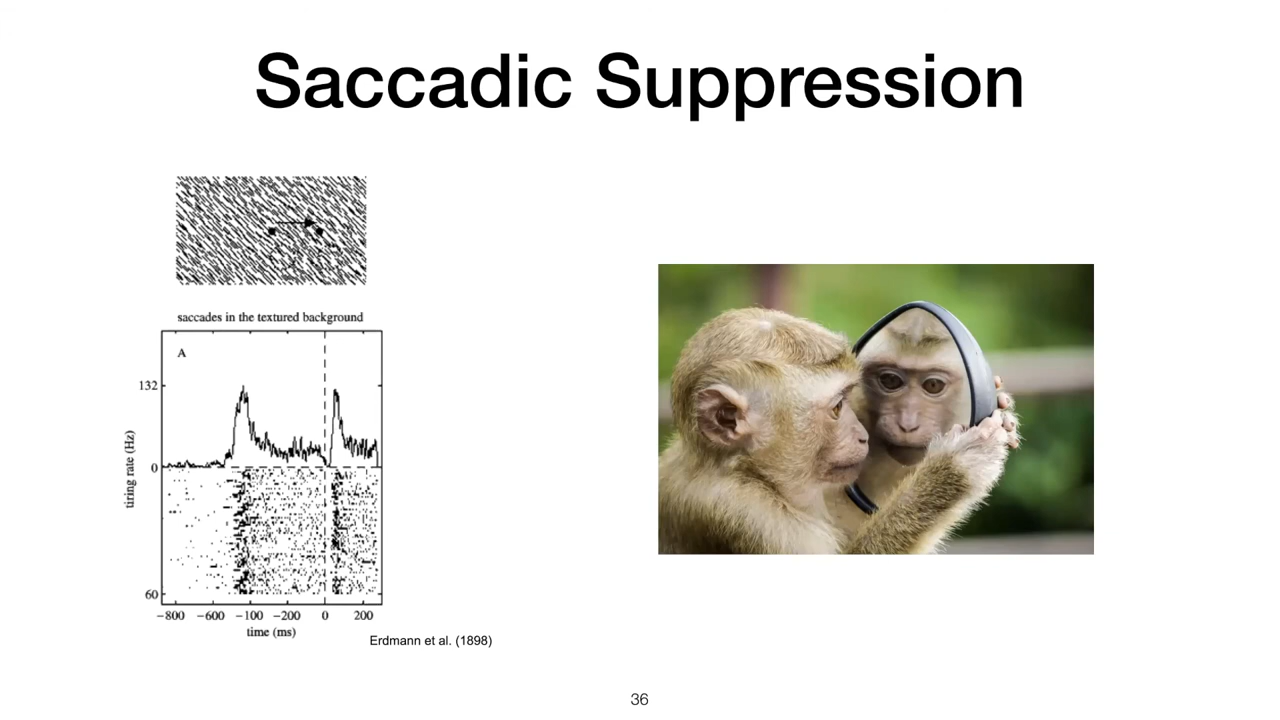 Saccadic Suppression
saccades in the textured background
A
132
0
60
tiring rate (Hz)
−800 −600 −100 −200 0 200
time (ms)
Erdmann et al. (1898)
36